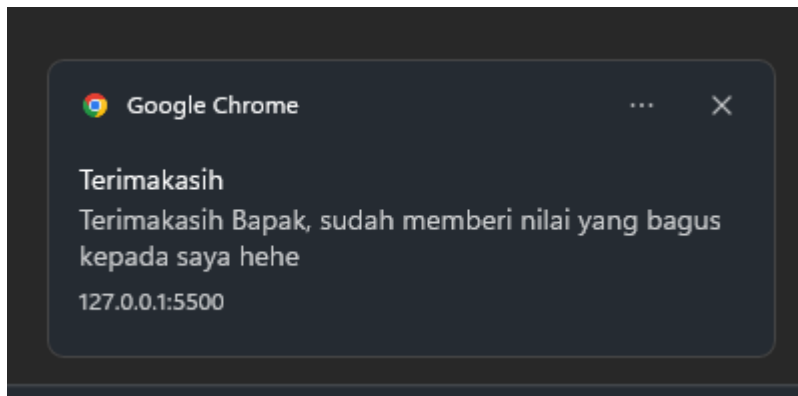 Google Chrome
Terimakasih
Terimakasih Bapak, sudah memberi nilai yang bagus
kepada saya hehe
127.0.0.1:5500